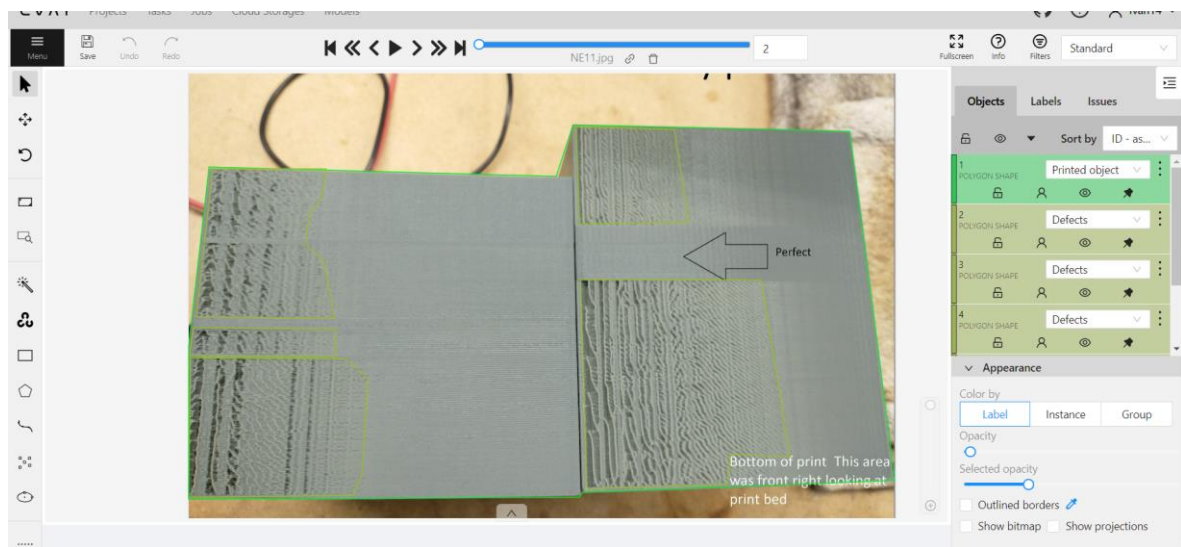 Projects Tasks Jobs Cloud Storages Models
Menu Save Undo Redo
NE11.jpg
2
Fullscreen Info Filters
Standard
Objects Labels Issues
Sort by ID - as...
1
POLYGON SHAPE
Printed object
2
POLYGON SHAPE
Defects
3
POLYGON SHAPE
Defects
4
POLYGON SHAPE
Defects
Appearance
Color by
Label Instance Group
Opacity
Selected opacity
Outlined borders
Show bitmap Show projections
Perfect
Bottom of print This area
was front right looking at
print bed